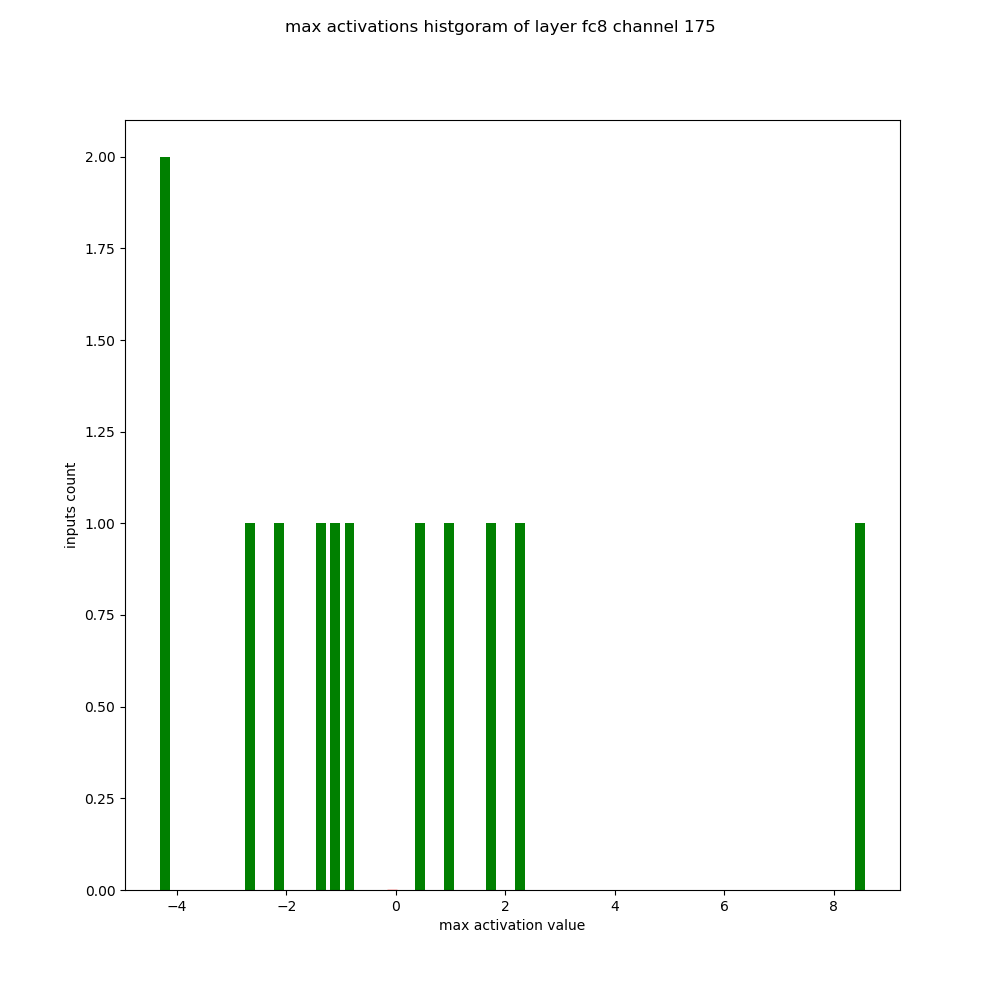 max activations histgoram of layer fc8 channel 175
2.00
1.75
1.50
1.25
1.00
0.75
0.50
0.25
0.00
inputs count
−4 −2 0 2 4 6 8
max activation value